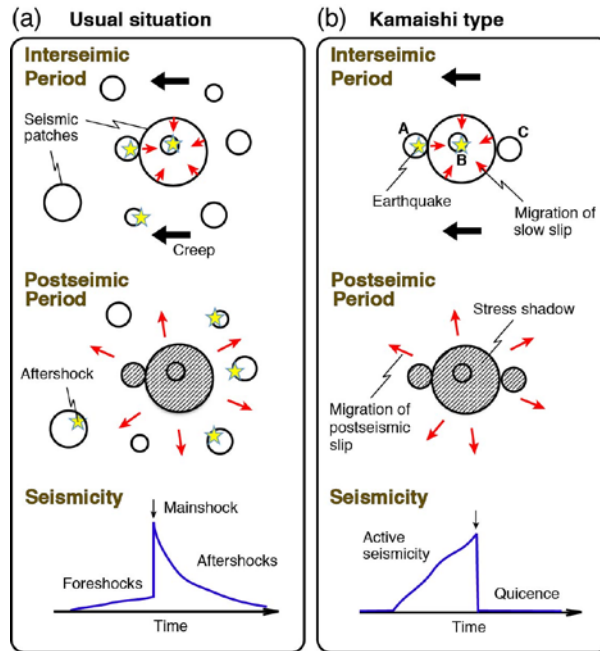 (a) Usual situation
Interseimic
Period
Seismic
patches
Creep
Postseimic
Period
Aftershock
Seismicity
Mainshock
Foreshocks
Aftershocks
Time
(b) Kamaishi type
Interseimic
Period
A
C
B
Earthquake
Migration of
slow slip
Postseimic
Period
Stress shadow
Migration of
postseismic
slip
Seismicity
Active
seismicity
Quicence
Time